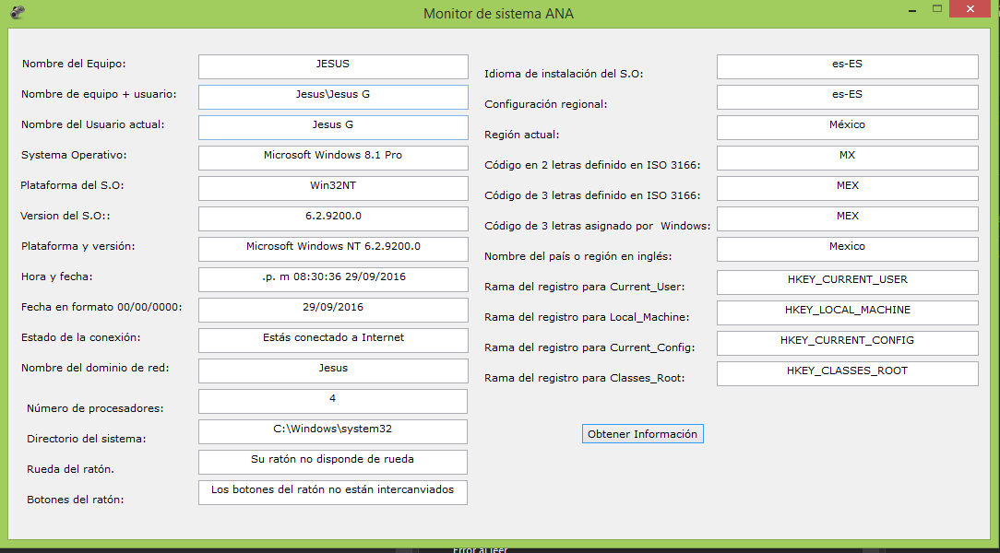 Monitor de sistema ANA
Nombre del Equipo: JESUS
Nombre de equipo + usuario: Jesus\Jesus G
Nombre del Usuario actual: Jesus G
Systema Operativo: Microsoft Windows 8.1 Pro
Plataforma del S.O: Win32NT
Version del S.O:: 6.2.9200.0
Plataforma y versión: Microsoft Windows NT 6.2.9200.0
Hora y fecha: .p. m 08:30:36 29/09/2016
Fecha en formato 00/00/0000: 29/09/2016
Estado de la conexión: Estás conectado a Internet
Nombre del dominio de red: Jesus
Número de procesadores: 4
Directorio del sistema: C:\Windows\system32
Rueda del ratón. Su ratón no disponde de rueda
Botones del ratón: Los botones del ratón no están intercanviados
Idioma de instalación del S.O: es-ES
Configuración regional: es-ES
Región actual: México
Código en 2 letras definido en ISO 3166: MX
Código de 3 letras definido en ISO 3166: MEX
Código de 3 letras asignado por Windows: MEX
Nombre del país o región en inglés: Mexico
Rama del registro para Current_User: HKEY_CURRENT_USER
Rama del registro para Local_Machine: HKEY_LOCAL_MACHINE
Rama del registro para Current_Config: HKEY_CURRENT_CONFIG
Rama del registro para Classes_Root: HKEY_CLASSES_ROOT
Obtener Información
Error al leer